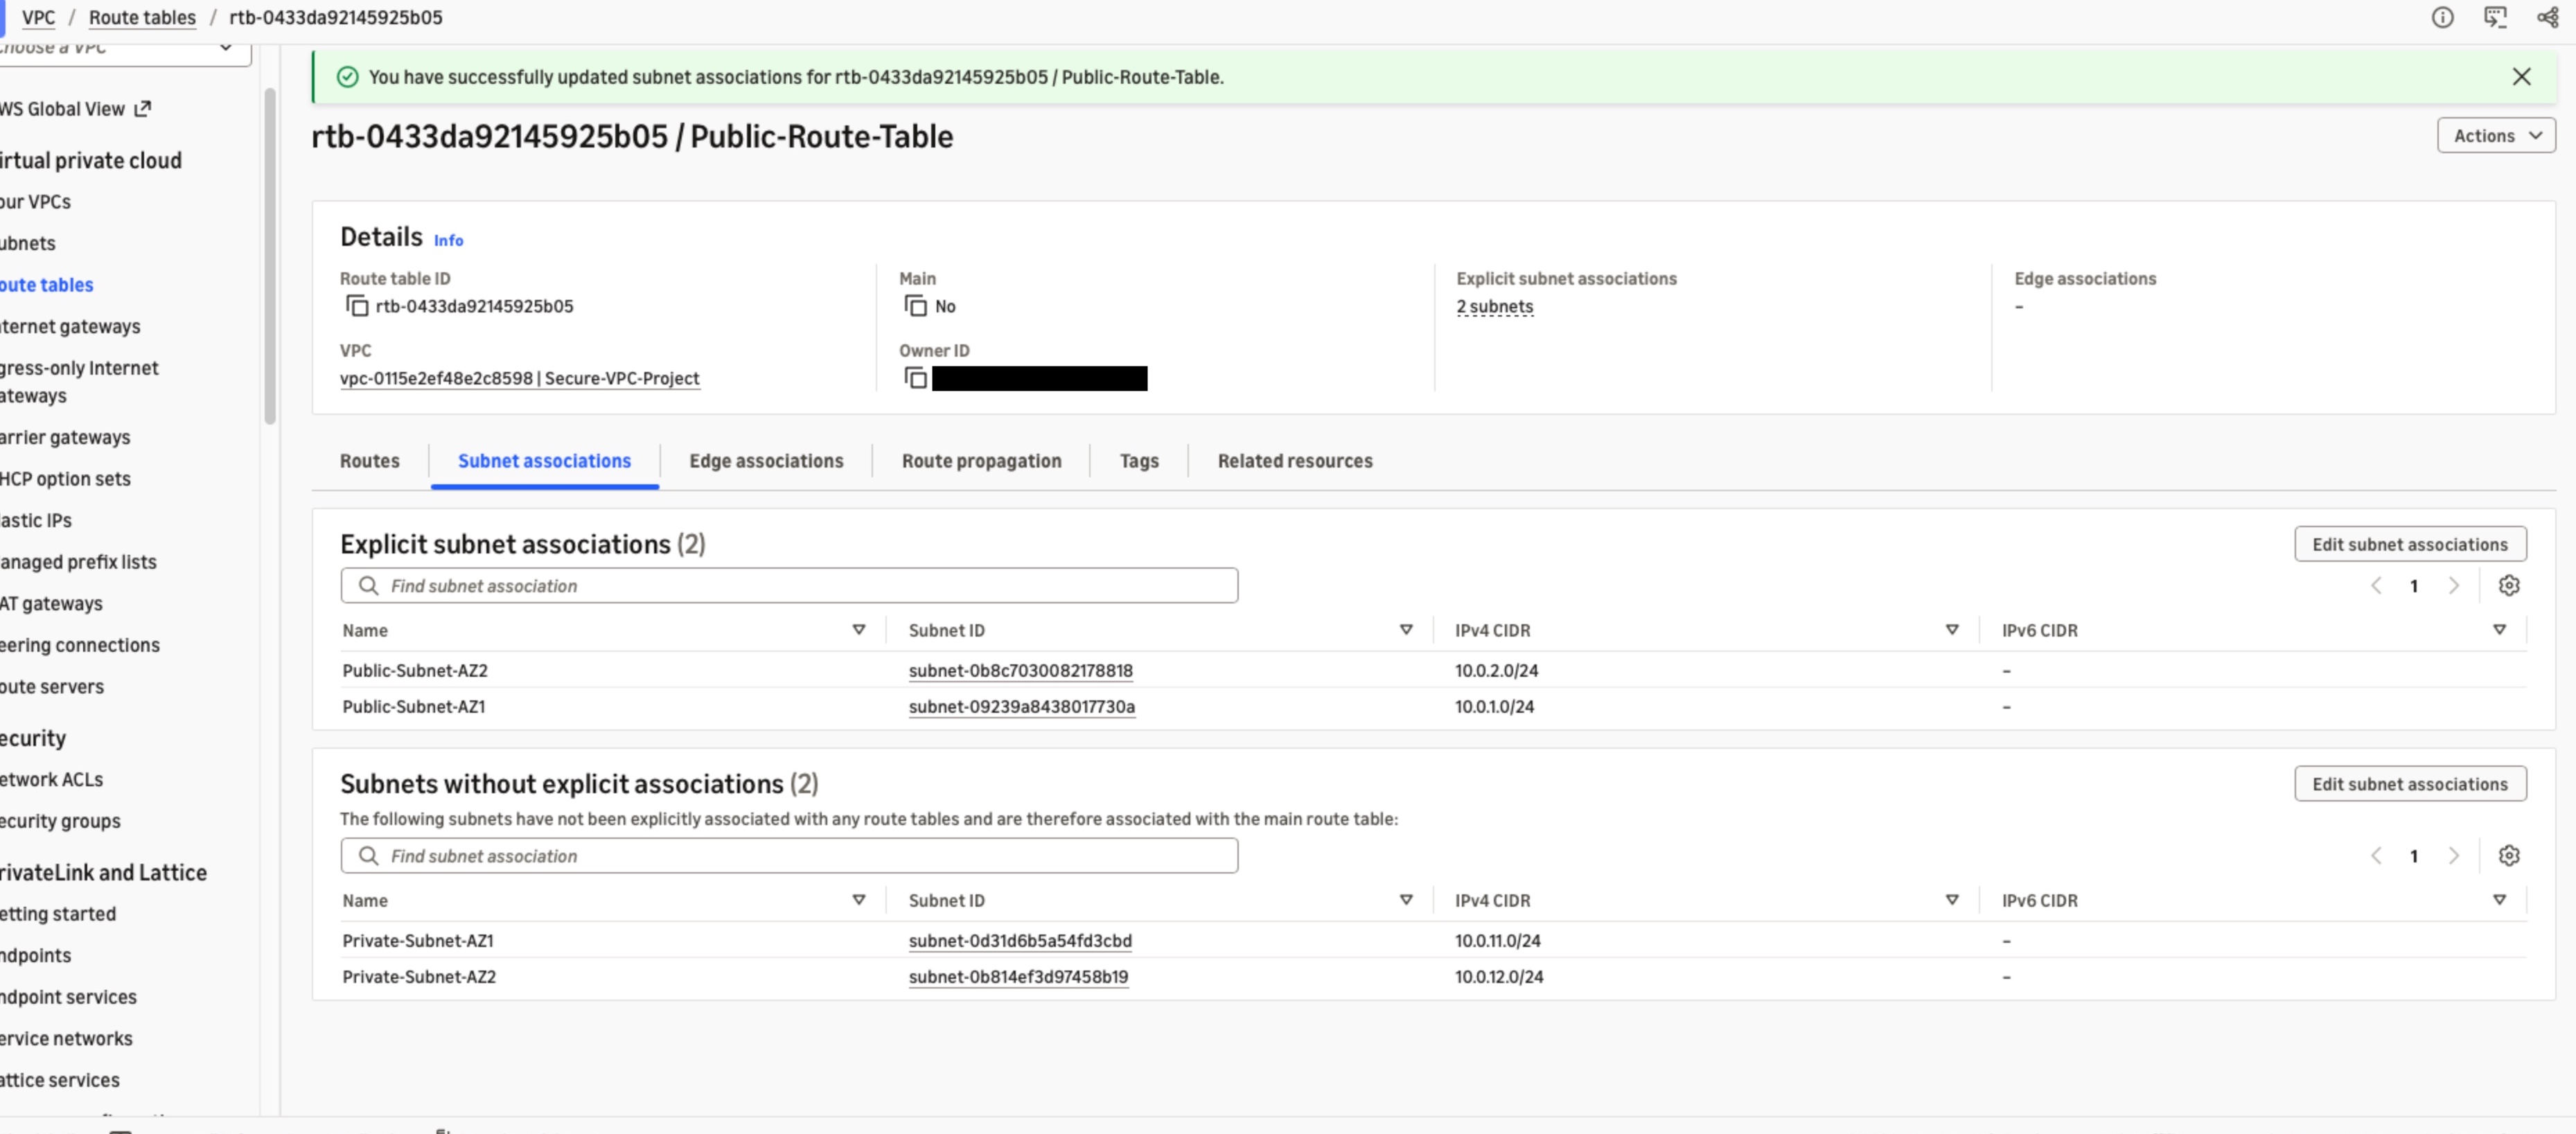 VPC / Route tables / rtb-0433da92145925b05
choose a VPC
WS Global View
irtual private cloud
our VPCs
ubnets
oute tables
nternet gateways
gress-only Internet
ateways
arrier gateways
HCP option sets
lastic IPs
anaged prefix lists
AT gateways
eering connections
oute servers
ecurity
etwork ACLs
ecurity groups
rivateLink and Lattice
etting started
ndpoints
ndpoint services
ervice networks
attice services
You have successfully updated subnet associations for rtb-0433da92145925b05 / Public-Route-Table.
rtb-0433da92145925b05 / Public-Route-Table
Actions
Details Info
Route table ID
rtb-0433da92145925b05
Main
No
Explicit subnet associations
2 subnets
Edge associations
–
VPC
vpc-0115e2ef48e2c8598 | Secure-VPC-Project
Owner ID
Routes Subnet associations Edge associations Route propagation Tags Related resources
Explicit subnet associations (2)
Edit subnet associations
Find subnet association
1
Name Subnet ID IPv4 CIDR IPv6 CIDR
Public-Subnet-AZ2 subnet-0b8c7030082178818 10.0.2.0/24 –
Public-Subnet-AZ1 subnet-09239a8438017730a 10.0.1.0/24 –
Subnets without explicit associations (2)
Edit subnet associations
The following subnets have not been explicitly associated with any route tables and are therefore associated with the main route table:
Find subnet association
1
Name Subnet ID IPv4 CIDR IPv6 CIDR
Private-Subnet-AZ1 subnet-0d31d6b5a54fd3cbd 10.0.11.0/24 –
Private-Subnet-AZ2 subnet-0b814ef3d97458b19 10.0.12.0/24 –